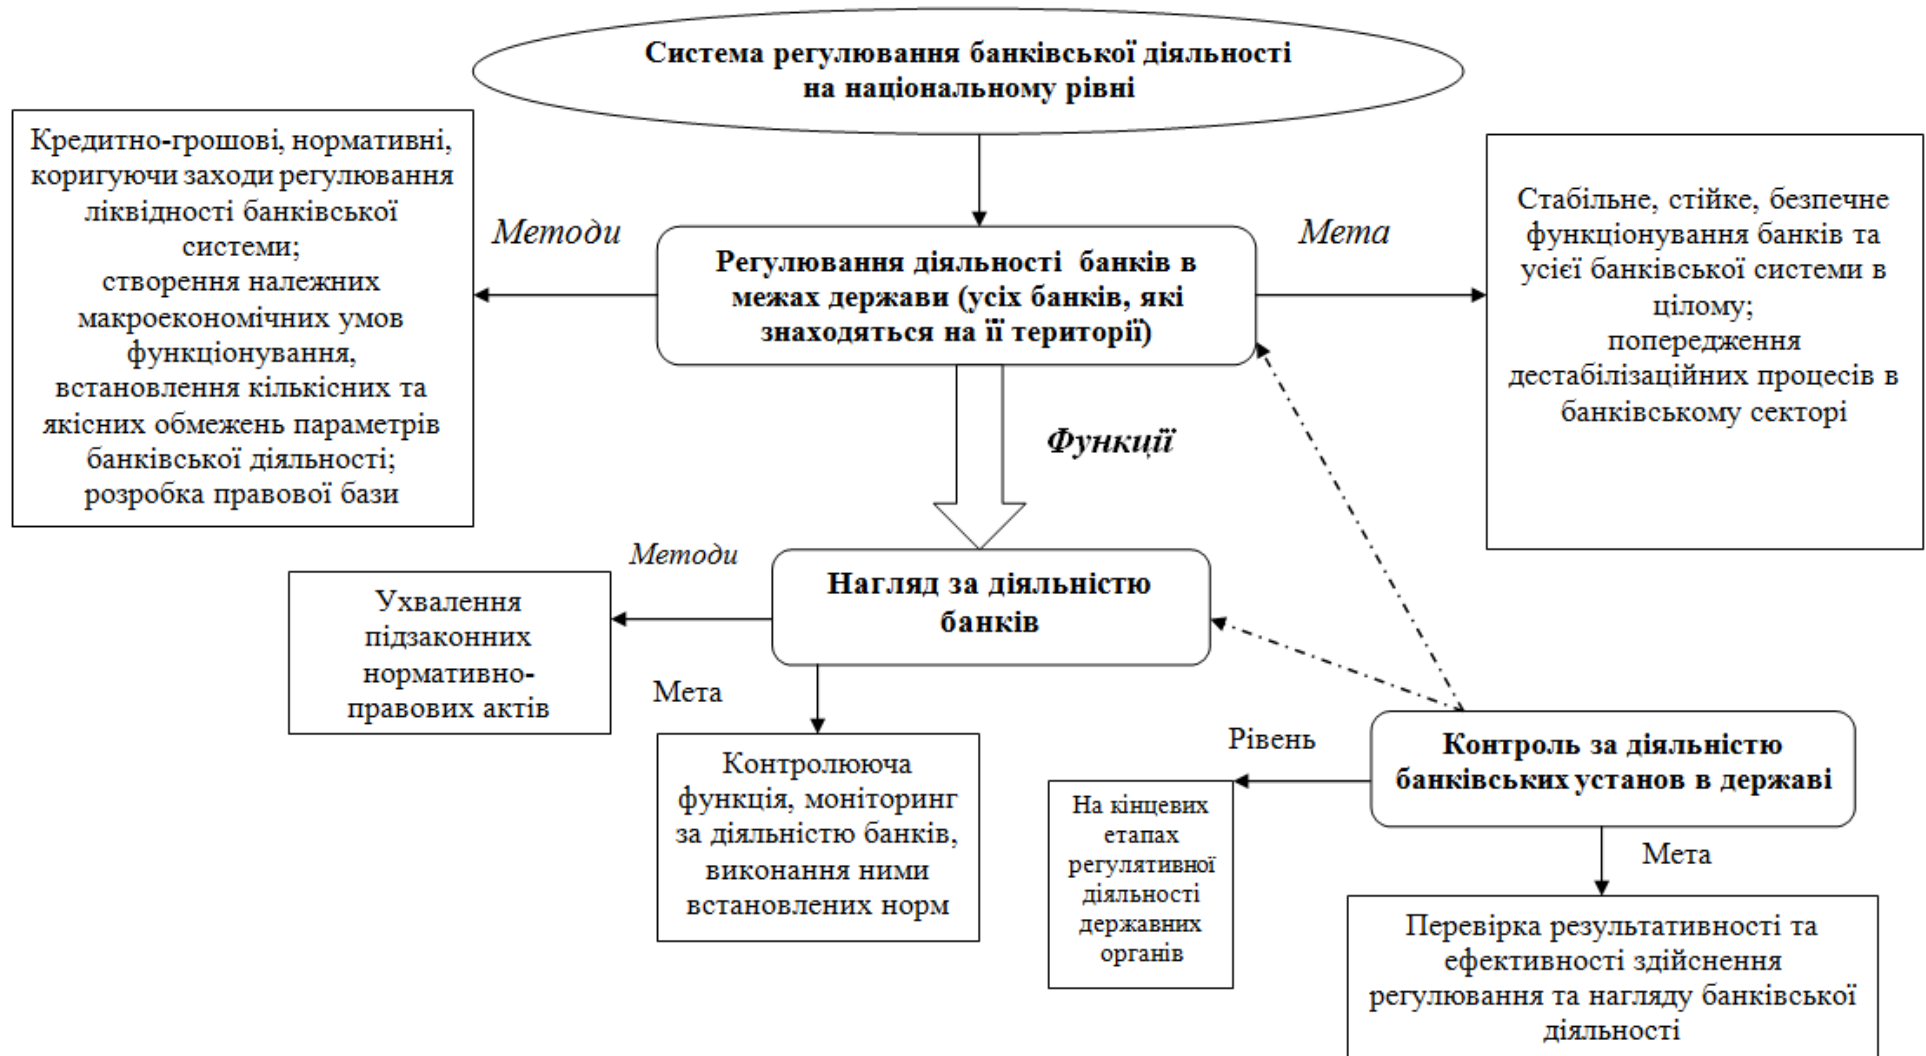 Система регулювання банківської діяльності
на національному рівні
Кредитно-грошові, нормативні,
коригуючи заходи регулювання
ліквідності банківської
системи;
створення належних
макроекономічних умов
функціонування,
встановлення кількісних та
якісних обмежень параметрів
банківської діяльності;
розробка правової бази
Методи
Регулювання діяльності банків в
межах держави (усіх банків, які
знаходяться на її території)
Мета
Стабільне, стійке, безпечне
функціонування банків та
усієї банківської системи в
цілому;
попередження
дестабілізаційних процесів в
банківському секторі
Функції
Методи
Нагляд за діяльністю
банків
Ухвалення
підзаконних
нормативно-
правових актів
Мета
Контролююча
функція, моніторинг
за діяльністю банків,
виконання ними
встановлених норм
Рівень
Контроль за діяльністю
банківських установ в державі
На кінцевих
етапах
регулятивної
діяльності
державних
органів
Мета
Перевірка результативності та
ефективності здійснення
регулювання та нагляду банківської
діяльності